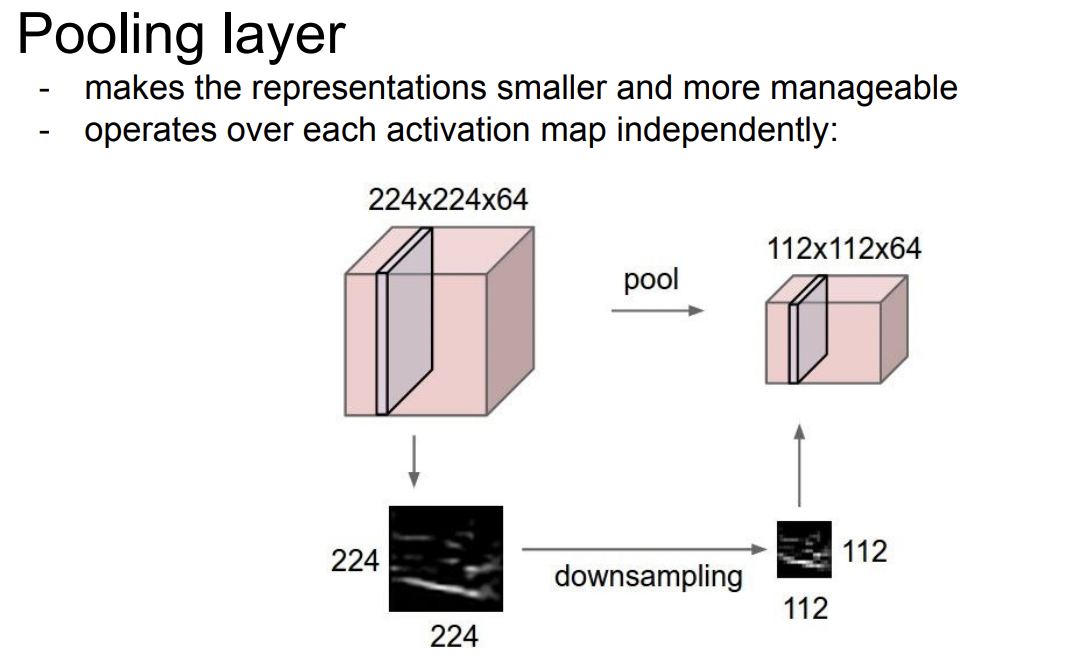 Pooling layer
- makes the representations smaller and more manageable
- operates over each activation map independently:
224x224x64
112x112x64
pool
224
downsampling
112
224
112